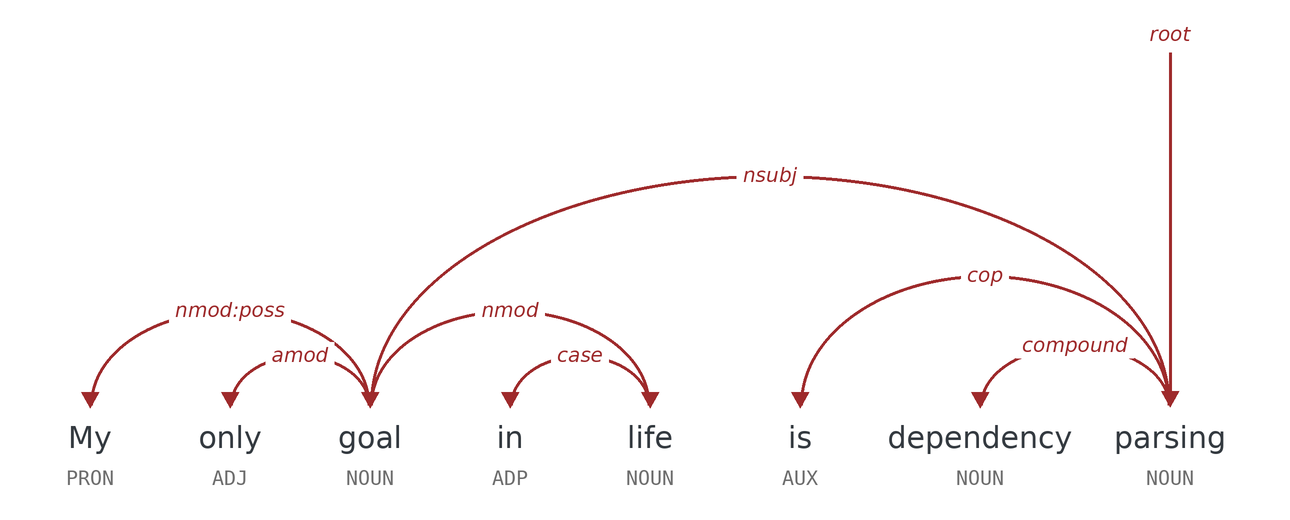 root
nsubj
cop
nmod:poss nmod
compound
amod case
My only goal in life is dependency parsing
PRON ADJ NOUN ADP NOUN AUX NOUN NOUN